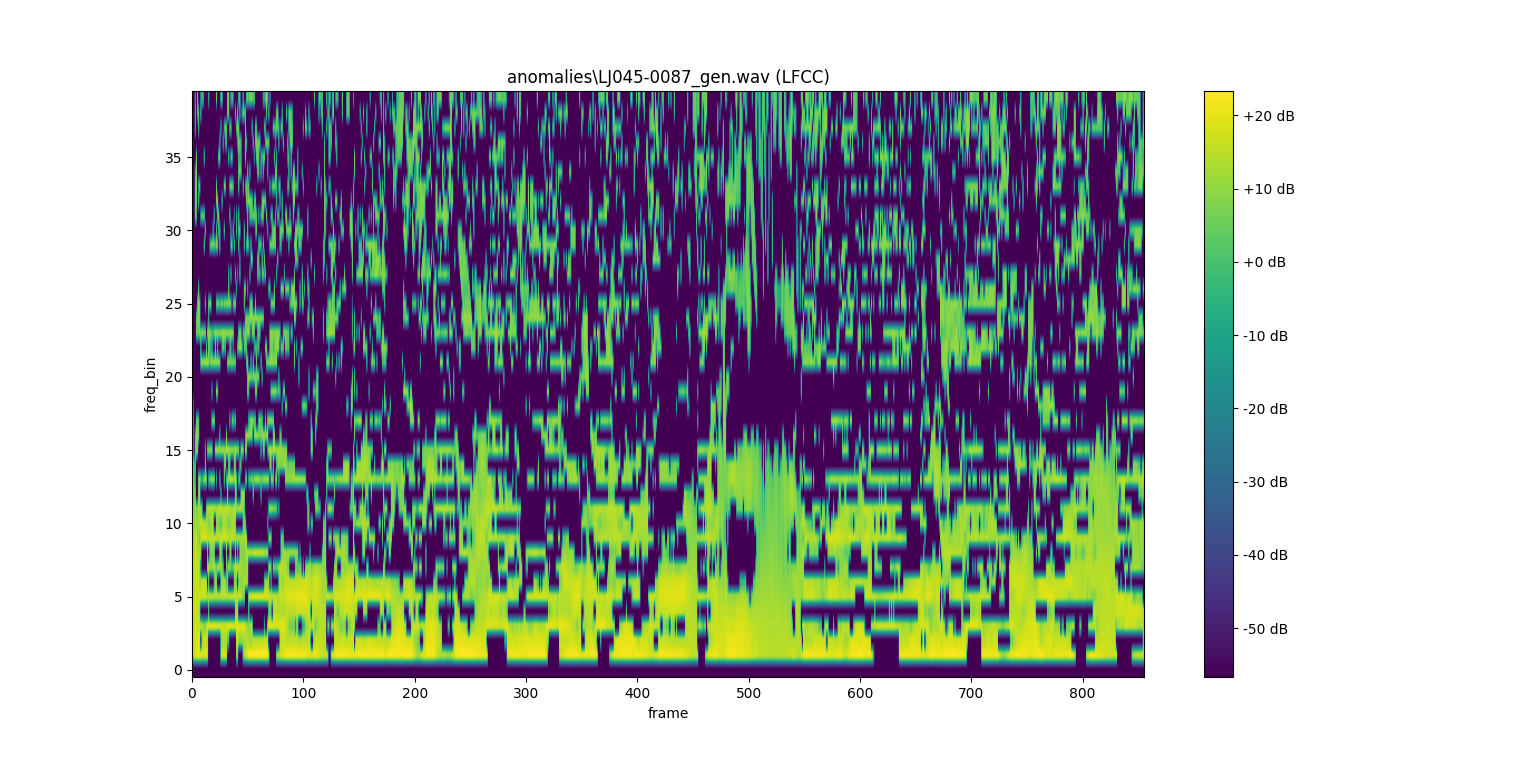 anomalies\LJ045-0087_gen.wav (LFCC)
freq_bin
35
30
25
20
15
10
5
0
0 100 200 300 400 500 600 700 800
frame
+20 dB
+10 dB
+0 dB
-10 dB
-20 dB
-30 dB
-40 dB
-50 dB